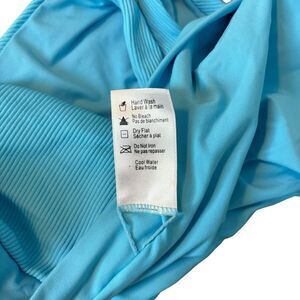 Hand Wash
Laver à la main
No Bleach
Pas de blanchiment
Dry Flat
Sécher à plat
Do Not Iron
Ne pas repasser
Cool Water
Eau froide